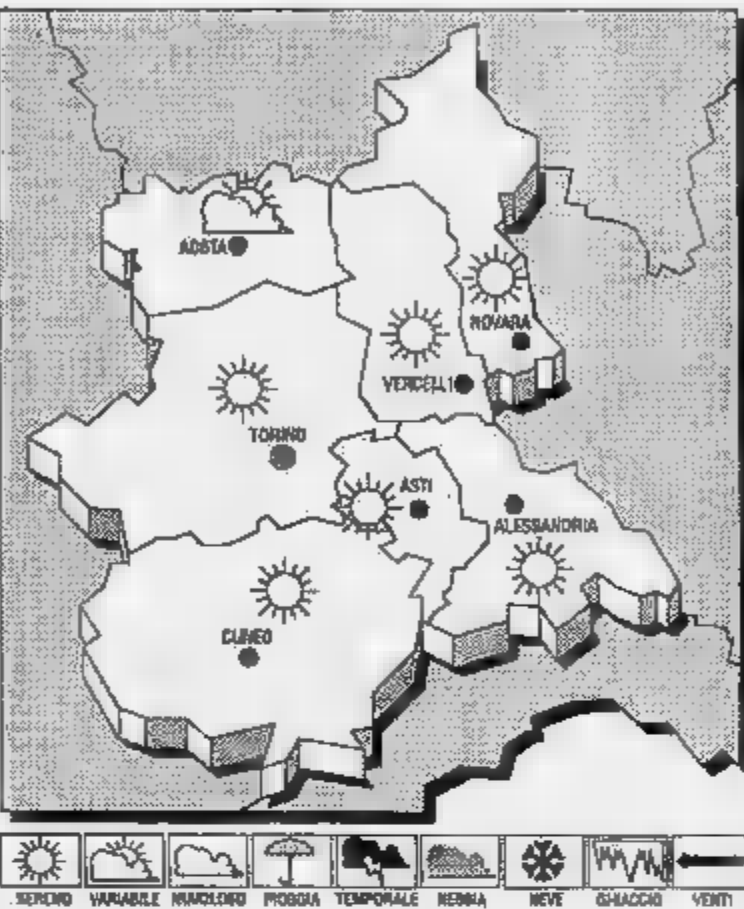 AOSTA
NOVARA
VERCELLI
TORINO
ASTI
ALESSANDRIA
CUNEO
SERENO VARIABILE NUVOLOSO PIOGGIA TEMPORALE NEBBIA NEVE GHIACCIO VENTI